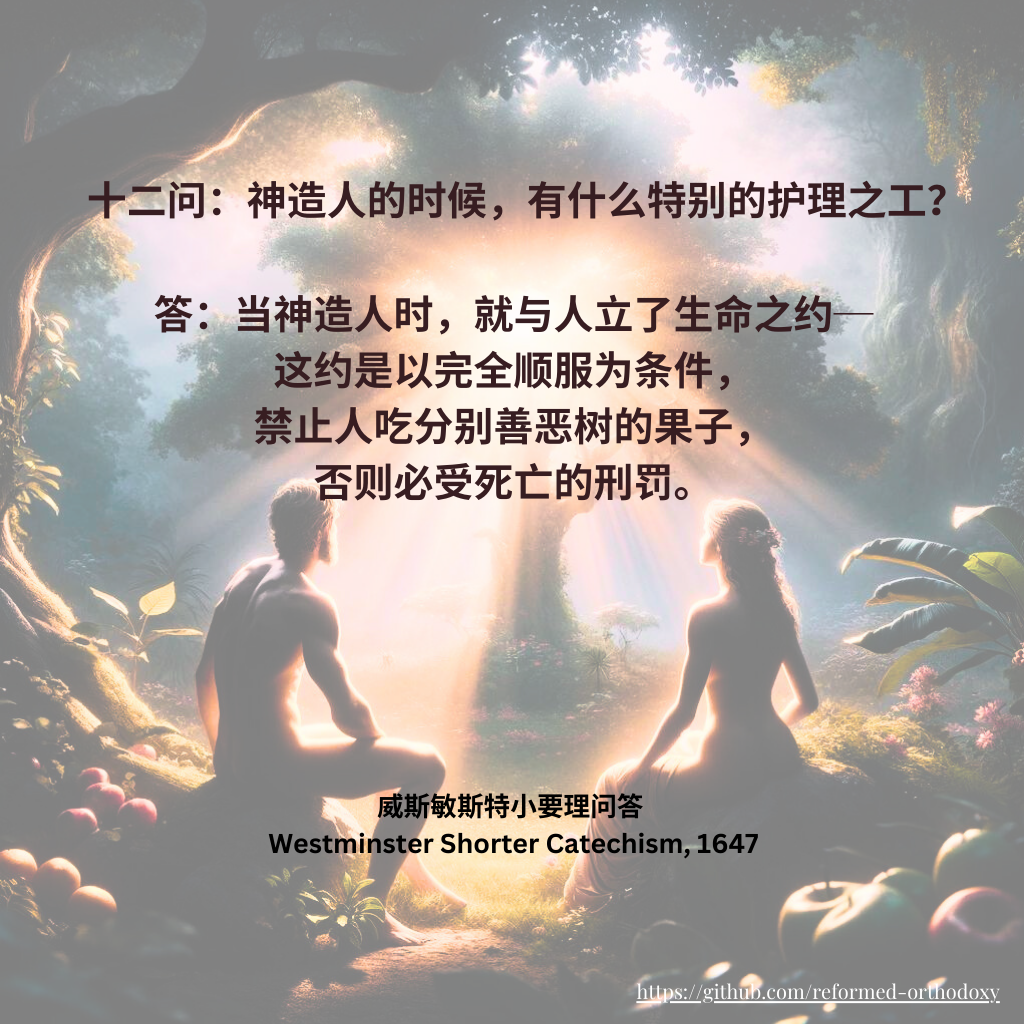 十二问：神造人的时候，有什么特别的护理之工？
答：当神造人时，就与人立了生命之约─
这约是以完全顺服为条件，
禁止人吃分别善恶树的果子，
否则必受死亡的刑罚。
威斯敏斯特小要理问答
Westminster Shorter Catechism, 1647
https://github.com/reformed-orthodoxy